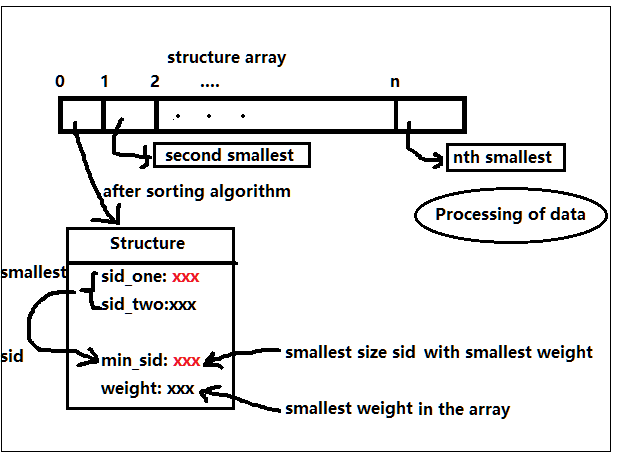 structure array
0 1 2 .... n
second smallest
nth smallest
after sorting algorithm
Processing of data
Structure
smallest
sid_one: xxx
sid_two:xxx
sid
min_sid: xxx
smallest size sid with smallest weight
weight: xxx
smallest weight in the array